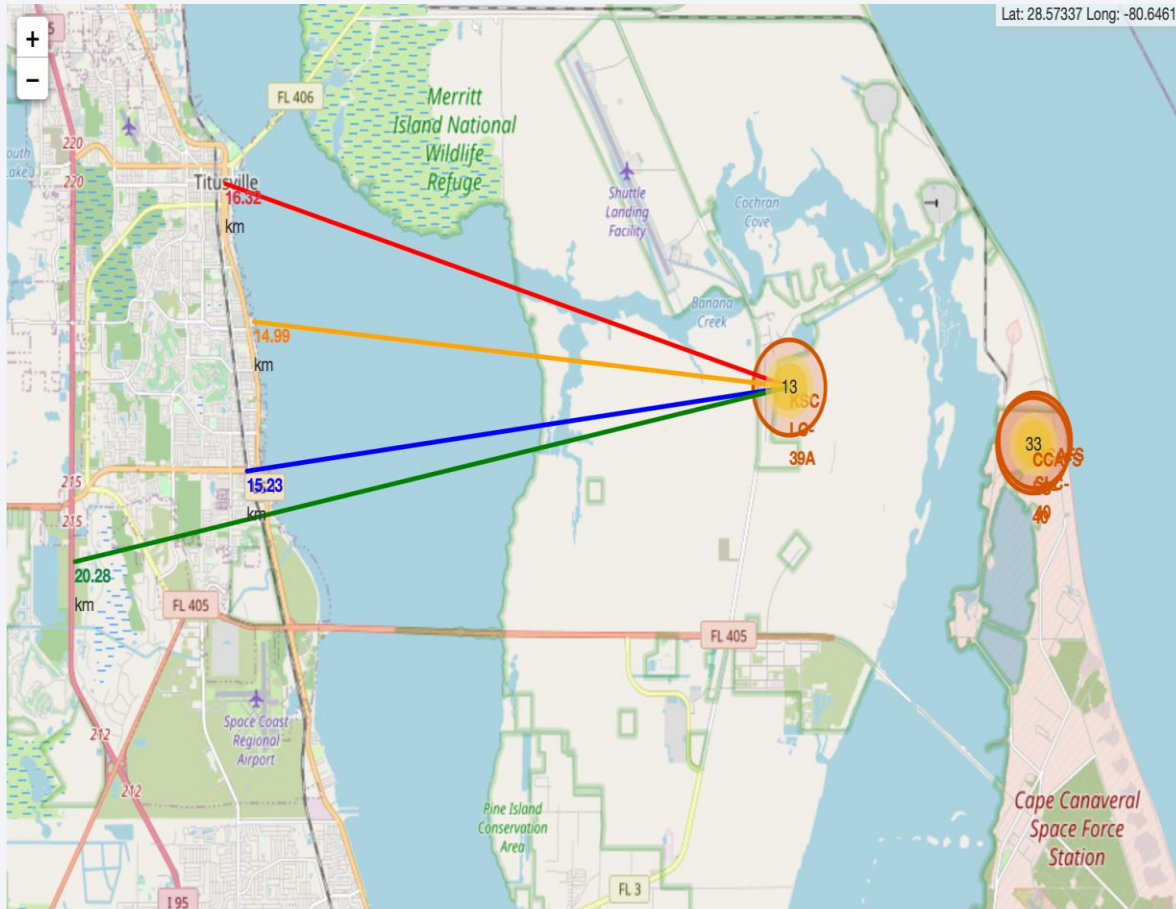 Lat: 28.57337 Long: -80.6461
+
−
220
220
FL 406
Merritt
Island National
Wildlife
Refuge
Titusville
16.32
km
Shuttle
Landing
Facility
Cochran
Cove
Banana
Creek
14.99
km
13
KSC
LC-
39A
33
CCAFS
40
215
215
15.23
km
20.28
km
FL 405
FL 405
Space Coast
Regional
Airport
212
212
Pine Island
Conservation
Area
Cape Canaveral
Space Force
Station
FL 3
I 95